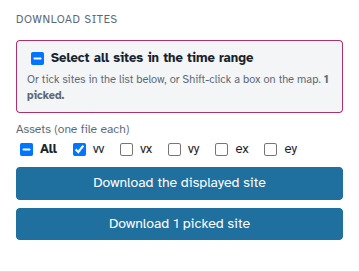 DOWNLOAD SITES
Select all sites in the time range
Or tick sites in the list below, or Shift-click a box on the map. 1
picked.
Assets (one file each)
All vv vx vy ex ey
Download the displayed site
Download 1 picked site